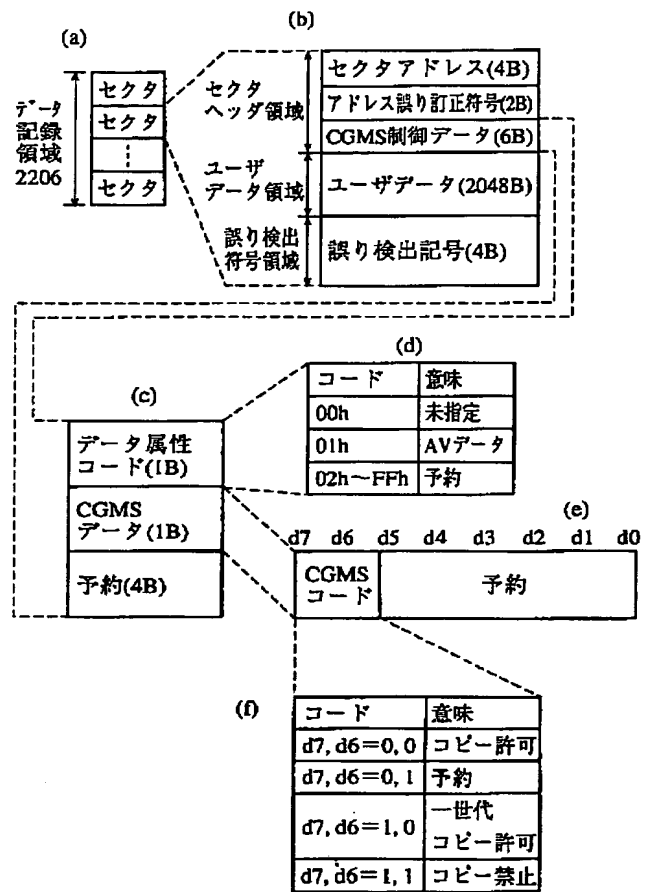 (a)
データ
記録
領域
2206
セクタ
セクタ
セクタ
(b)
セクタ
ヘッダ領域
ユーザ
データ領域
誤り検出
符号領域
セクタアドレス(4B)
アドレス誤り訂正符号(2B)
CGMS制御データ(6B)
ユーザデータ(2048B)
誤り検出記号(4B)
(c)
データ属性
コード(1B)
CGMS
データ(1B)
予約(4B)
(d)
コード 意味
00h 未指定
01h AVデータ
02h～FFh 予約
(e)
d7 d6 d5 d4 d3 d2 d1 d0
CGMS
コード
予約
(f)
コード 意味
d7, d6=0, 0 コピー許可
d7, d6=0, 1 予約
d7, d6=1, 0 一世代
コピー許可
d7, d6=1, 1 コピー禁止